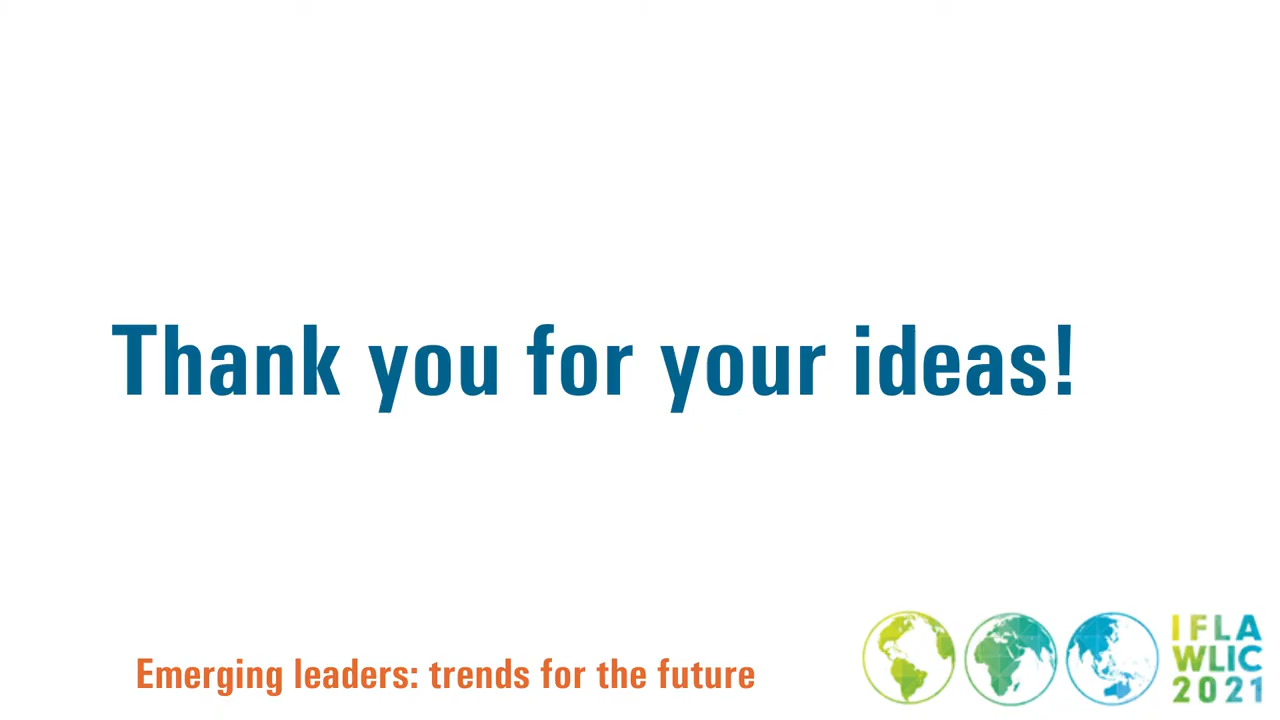 Thank you for your ideas!
Emerging leaders: trends for the future
IFLA
WLIC
2021